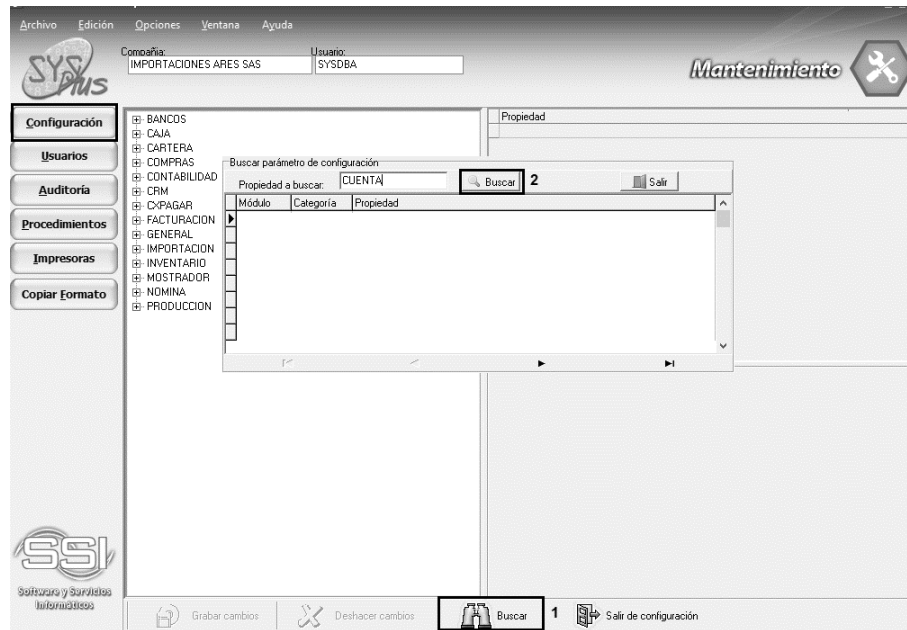 Archivo Edición Opciones Ventana Ayuda
Compañia: Usuario:
IMPORTACIONES ARES SAS SYSDBA
SYS Plus
Mantenimiento
Configuración
Usuarios
Auditoría
Procedimientos
Impresoras
Copiar Formato
BANCOS
CAJA
CARTERA
COMPRAS
CONTABILIDAD
CRM
CXPAGAR
FACTURACION
GENERAL
IMPORTACION
INVENTARIO
MOSTRADOR
NOMINA
PRODUCCION
Propiedad
Buscar parámetro de configuración
Propiedad a buscar: CUENTA Buscar 2 Salir
Módulo Categoría Propiedad
SSI
Software y Servicios
Informáticos
Grabar cambios Deshacer cambios Buscar 1 Salir de configuración